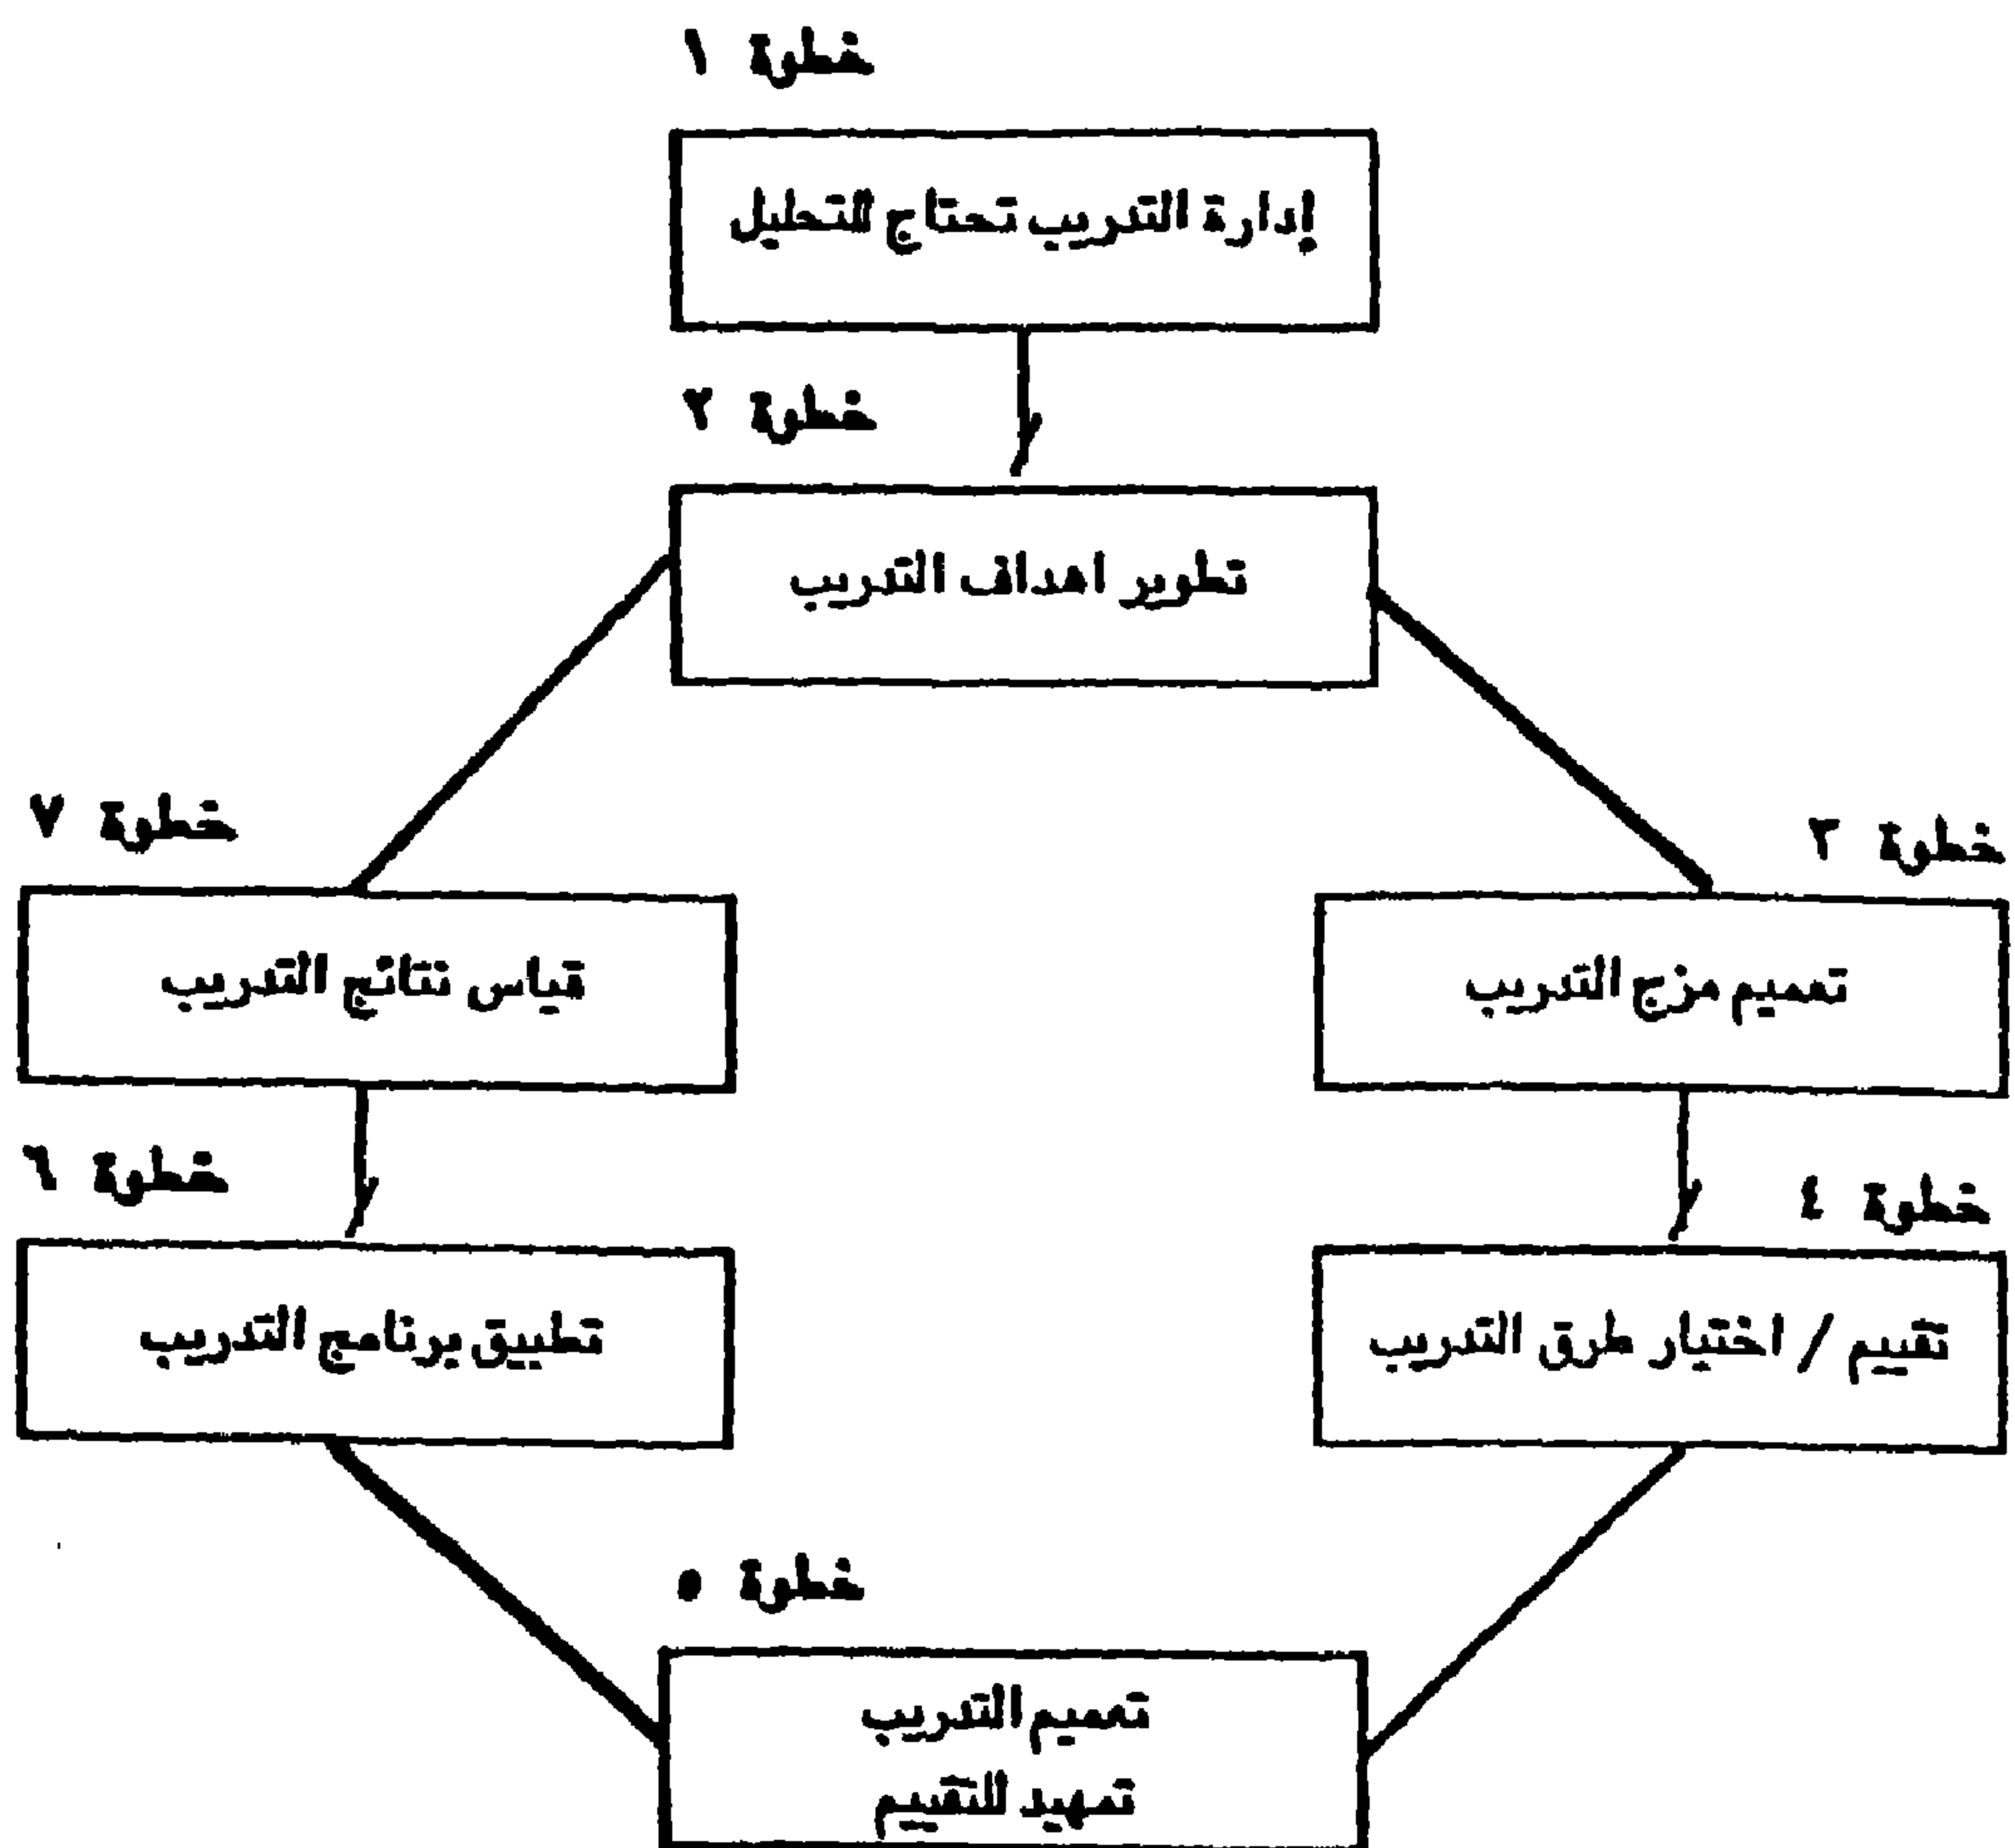 خطوة ١
إدارة التدريب تحتاج التحليل
خطوة ٢
تطوير اهداف التدريب
خطوة ٣
تصميم مزج التدريب
خطوة ٤
تقييم / اختيار طرق التدريب
خطوة ٥
تصميم التدريب
تمهيد للتقييم
خطوة ٦
تطبيق برنامج التدريب
خطوة ٧
قياس نتائج التدريب